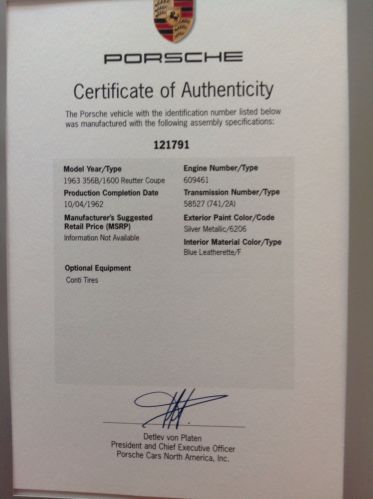 PORSCHE
Certificate of Authenticity
The Porsche vehicle with the identification number listed below
was manufactured with the following assembly specifications:
121791
Model Year/Type
1963 356B/1600 Reutter Coupe
Production Completion Date
10/04/1962
Manufacturer's Suggested
Retail Price (MSRP)
Information Not Available
Engine Number/Type
609461
Transmission Number/Type
58527 (741/2A)
Exterior Paint Color/Code
Silver Metallic/6206
Interior Material Color/Type
Blue Leatherette/F
Optional Equipment
Conti Tires
Detlev von Platen
President and Chief Executive Officer
Porsche Cars North America, Inc.